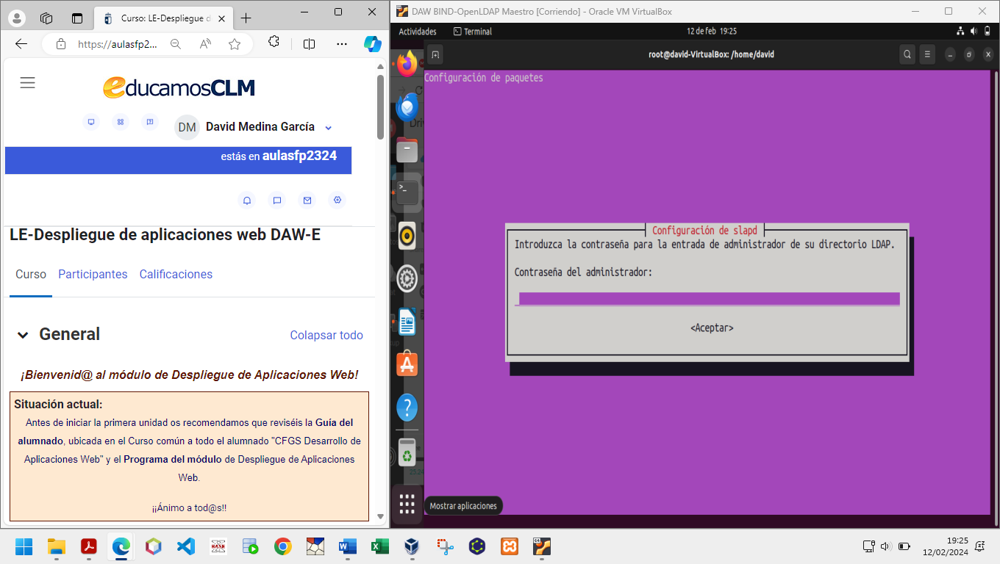 Curso: LE-Despliegue d
https://aulasfp2...
educamosCLM
DM David Medina García
estás en aulasfp2324
LE-Despliegue de aplicaciones web DAW-E
Curso Participantes Calificaciones
General Colapsar todo
¡Bienvenid@ al módulo de Despliegue de Aplicaciones Web!
Situación actual:
Antes de iniciar la primera unidad os recomendamos que reviséis la Guía del
alumnado, ubicada en el Curso común a todo el alumnado "CFGS Desarrollo de
Aplicaciones Web" y el Programa del módulo de Despliegue de Aplicaciones
Web.
¡¡Ánimo a tod@s!!
DAW BIND-OpenLDAP Maestro [Corriendo] - Oracle VM VirtualBox
Actividades Terminal 12 de feb 19:25
root@david-VirtualBox: /home/david
Configuración de paquetes
Configuración de slapd
Introduzca la contraseña para la entrada de administrador de su directorio LDAP.
Contraseña del administrador:
<Aceptar>
Mostrar aplicaciones
19:25
12/02/2024